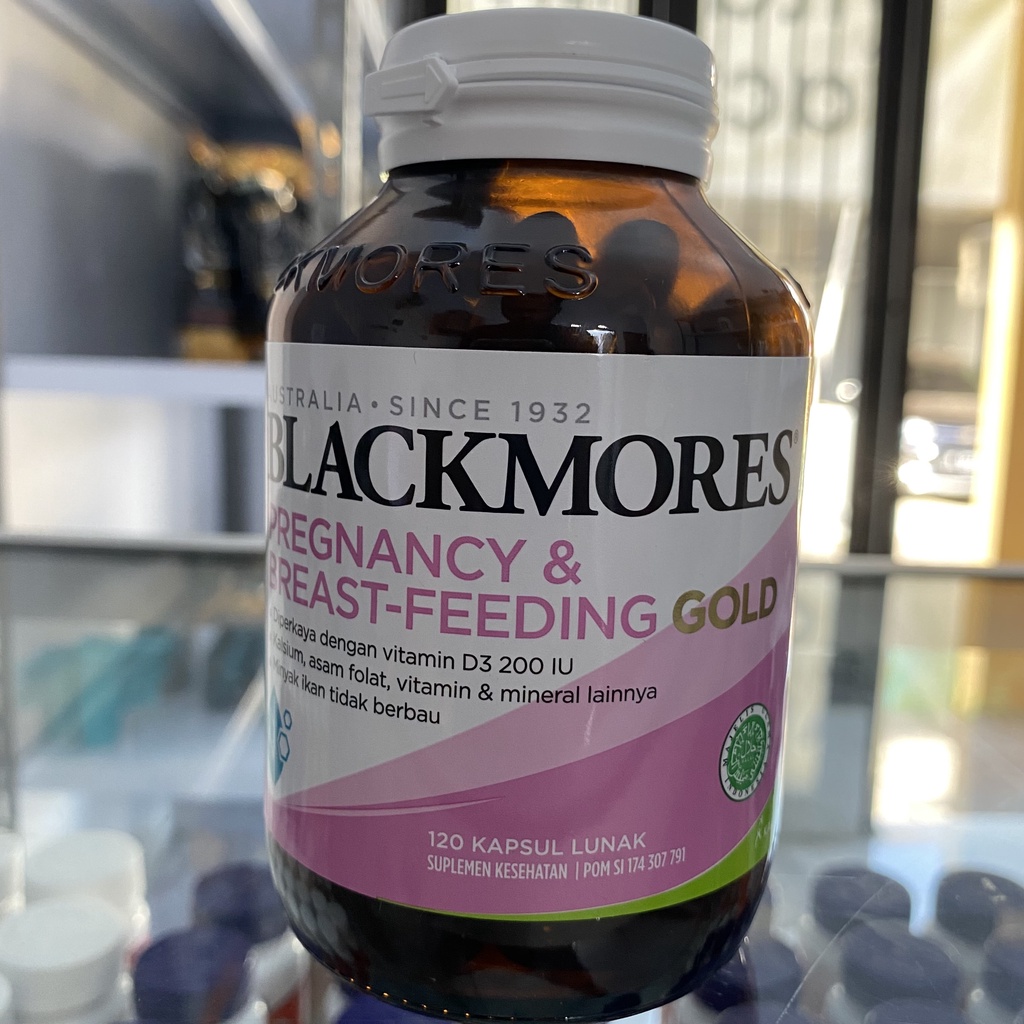 KMORES
AUSTRALIA • SINCE 1932
BLACKMORES®
PREGNANCY &
BREAST-FEEDING GOLD
• Diperkaya dengan vitamin D3 200 IU
• Kalsium, asam folat, vitamin & mineral lainnya
• Minyak ikan tidak berbau
120 KAPSUL LUNAK
SUPLEMEN KESEHATAN | POM SI 174 307 791